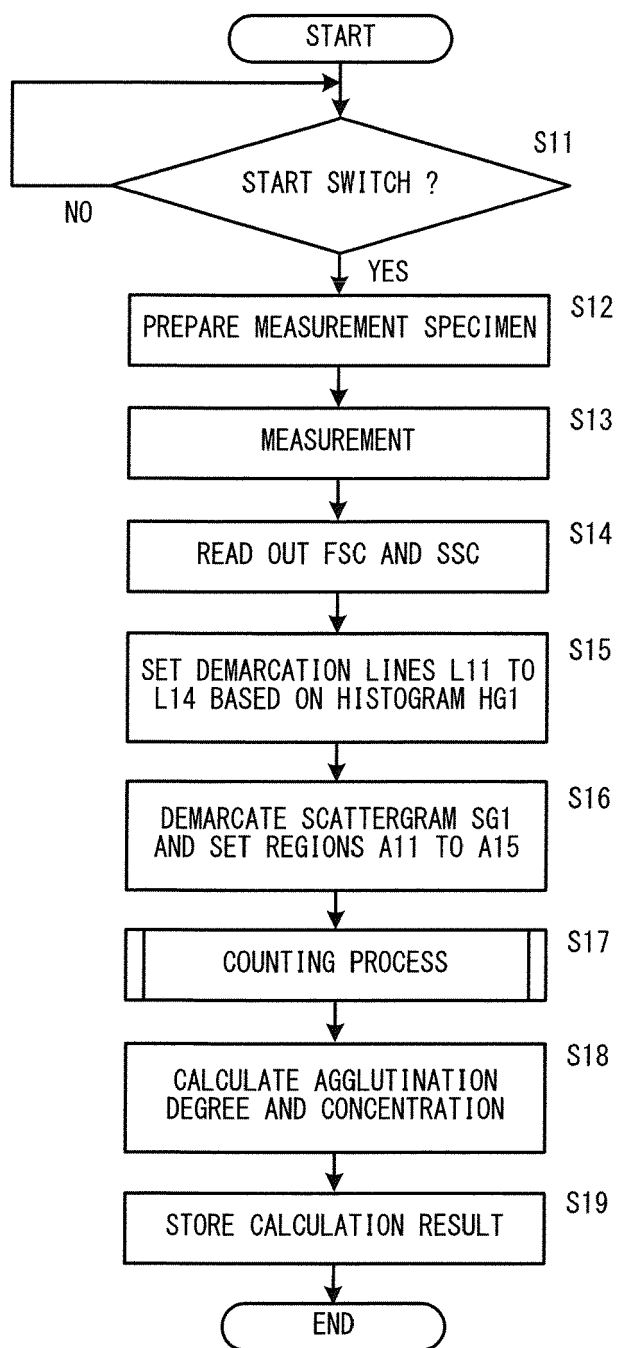 START
S11
START SWITCH ?
NO
YES
S12
PREPARE MEASUREMENT SPECIMEN
S13
MEASUREMENT
S14
READ OUT FSC AND SSC
S15
SET DEMARCATION LINES L11 TO
L14 BASED ON HISTOGRAM HG1
S16
DEMARCATE SCATTERGRAM SG1
AND SET REGIONS A11 TO A15
S17
COUNTING PROCESS
S18
CALCULATE AGGLUTINATION
DEGREE AND CONCENTRATION
S19
STORE CALCULATION RESULT
END